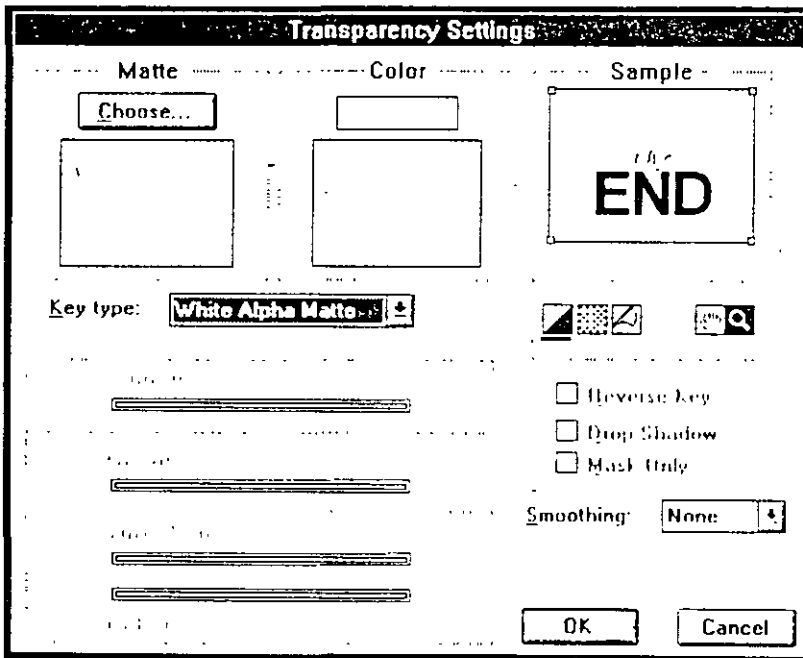 Transparency Settings
Matte
Color
Sample
Choose...
the
END
Key type:
White Alpha Matte
Reverse Key
Drop Shadow
Mask Only
Smoothing:
None
OK
Cancel